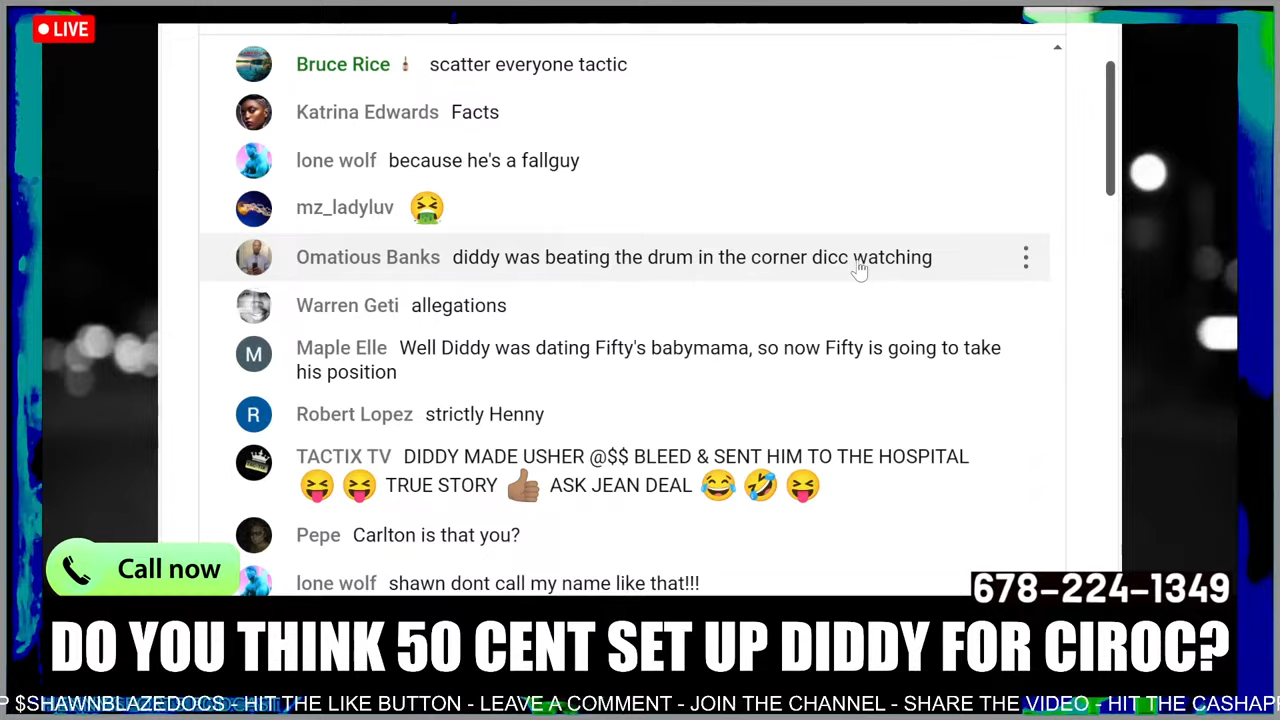 LIVE
Bruce Rice scatter everyone tactic
Katrina Edwards Facts
lone wolf because he's a fallguy
mz_ladyluv 🤮
Omatious Banks diddy was beating the drum in the corner dicc watching
Warren Geti allegations
Maple Elle Well Diddy was dating Fifty's babymama, so now Fifty is going to take
his position
M
Robert Lopez strictly Henny
R
TACTIX TV DIDDY MADE USHER @$$ BLEED & SENT HIM TO THE HOSPITAL
😝 😝 TRUE STORY 👍🏽 ASK JEAN DEAL 😂 🤣 😝
Pepe Carlton is that you?
lone wolf shawn dont call my name like that!!!
Call now
678-224-1349
DO YOU THINK 50 CENT SET UP DIDDY FOR CIROC?
P $SHAWNBLAZEDOGS - HIT THE LIKE BUTTON - LEAVE A COMMENT - JOIN THE CHANNEL - SHARE THE VIDEO - HIT THE CASHAP